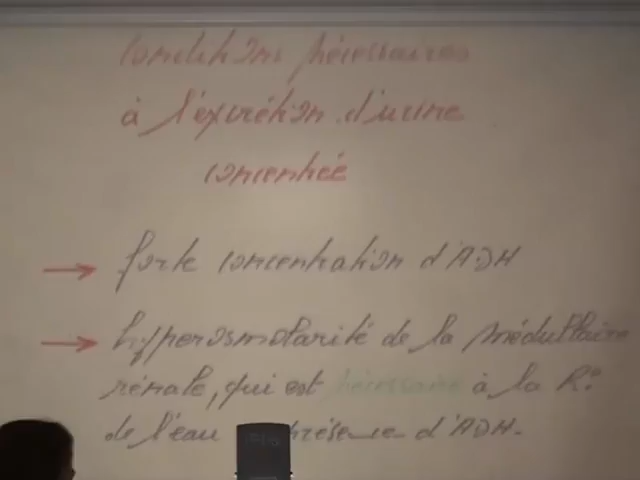 Conditions nécessaires
à l'éxcrétion d'urine
concentrée
→ forte concentration d'ADH
→ hyperosmolarité de la médullaire
rénale, qui est nécessaire à la R°
de l'eau présence d'ADH.